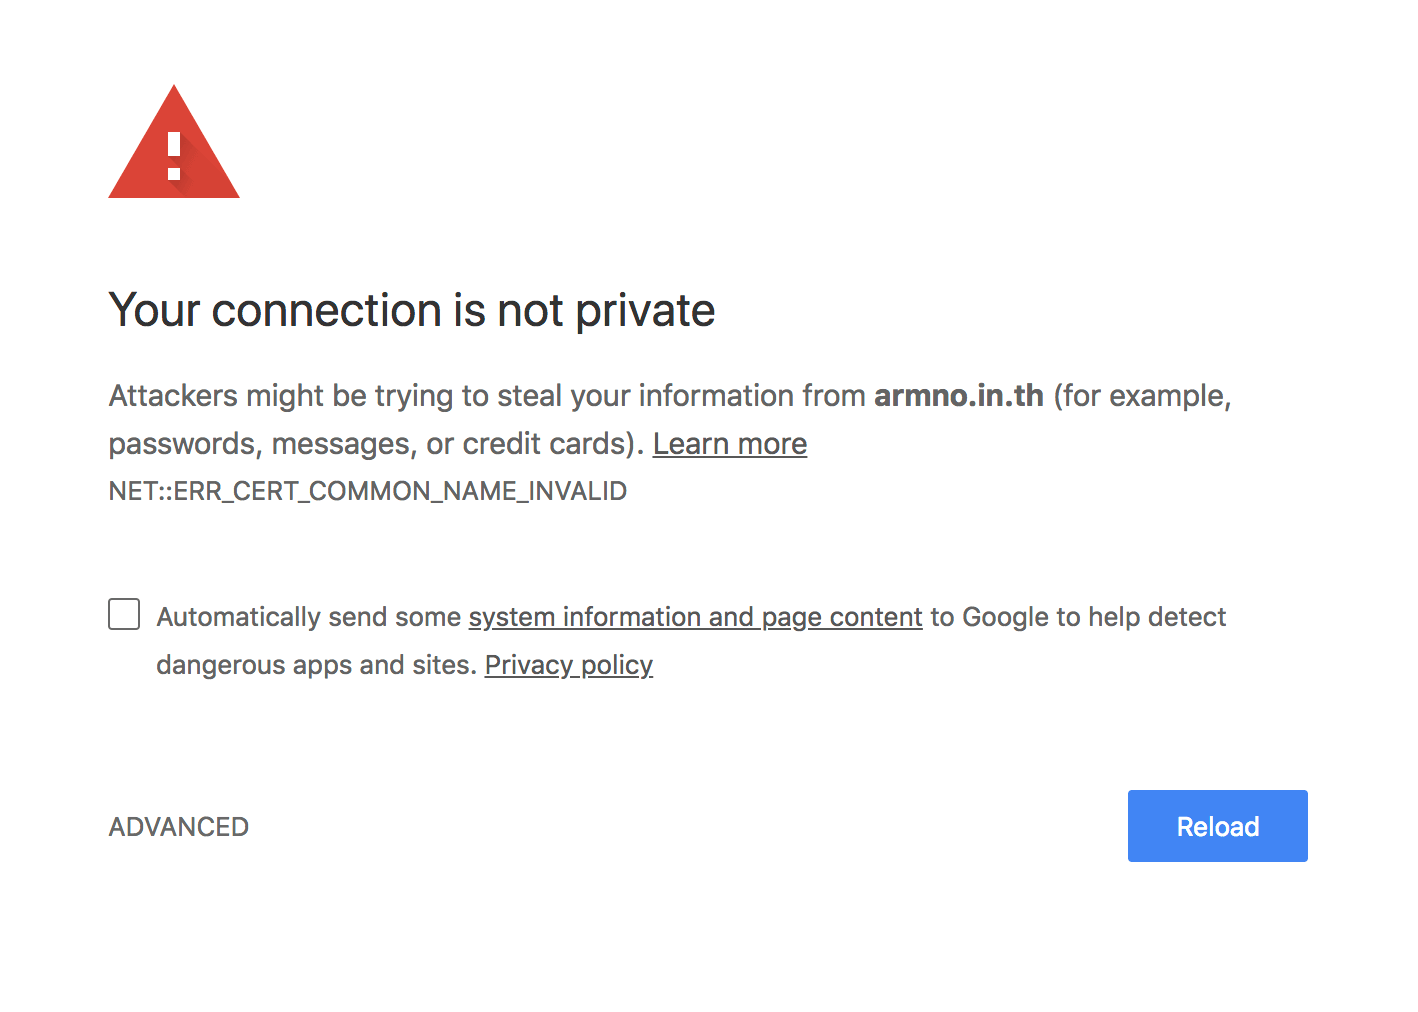 Your connection is not private
Attackers might be trying to steal your information from armno.in.th (for example,
passwords, messages, or credit cards). Learn more
NET::ERR_CERT_COMMON_NAME_INVALID
Automatically send some system information and page content to Google to help detect
dangerous apps and sites. Privacy policy
ADVANCED
Reload